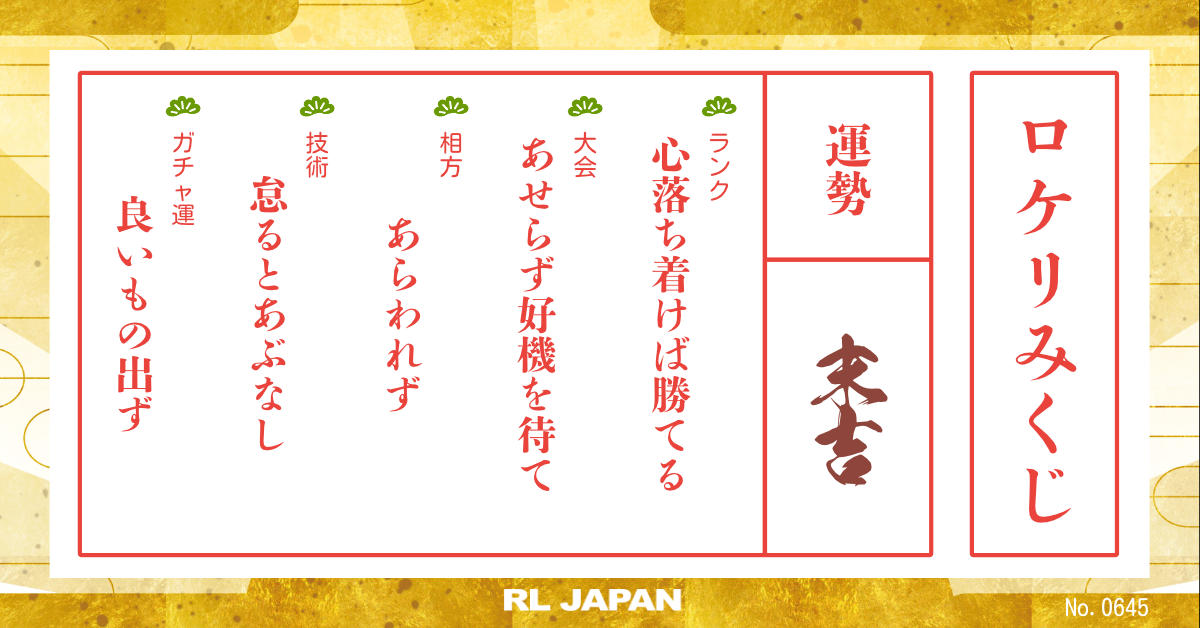 ロケリみくじ
運勢
末吉
ランク
心落ち着けば勝てる
大会
あせらず好機を待て
相方
あらわれず
技術
怠るとあぶなし
ガチャ運
良いもの出ず
RL JAPAN
No. 0645